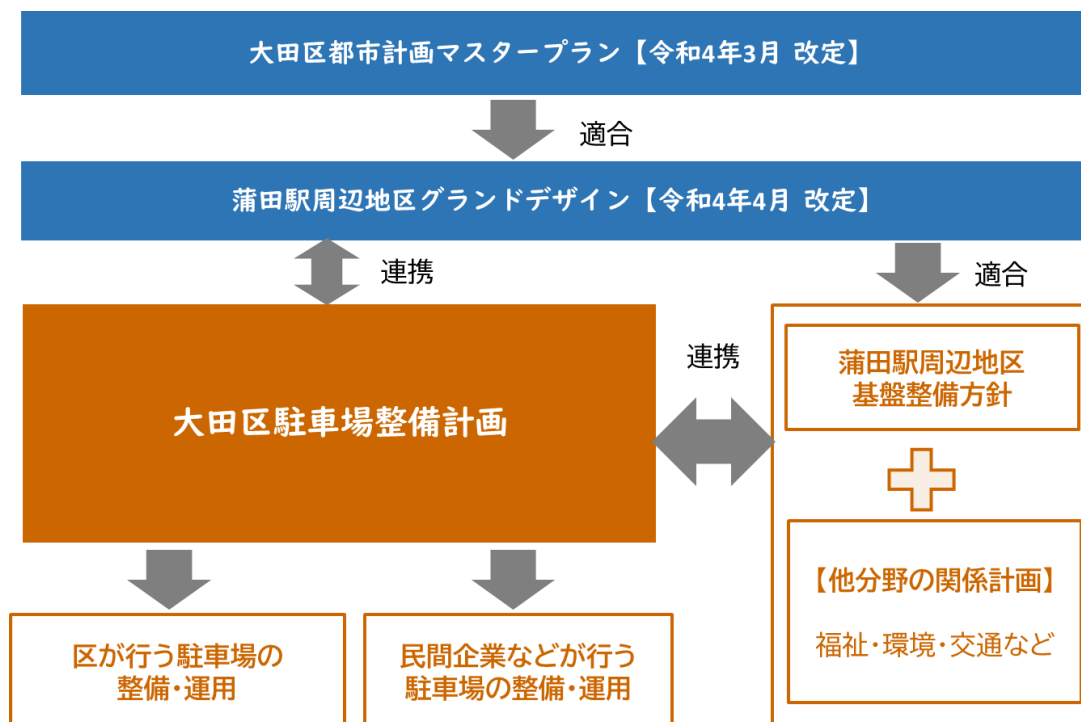 大田区都市計画マスタープラン【令和4年3月 改定】
適合
蒲田駅周辺地区グランドデザイン【令和4年4月 改定】
連携
適合
大田区駐車場整備計画
連携
蒲田駅周辺地区
基盤整備方針
【他分野の関係計画】
福祉・環境・交通など
区が行う駐車場の
整備・運用
民間企業などが行う
駐車場の整備・運用